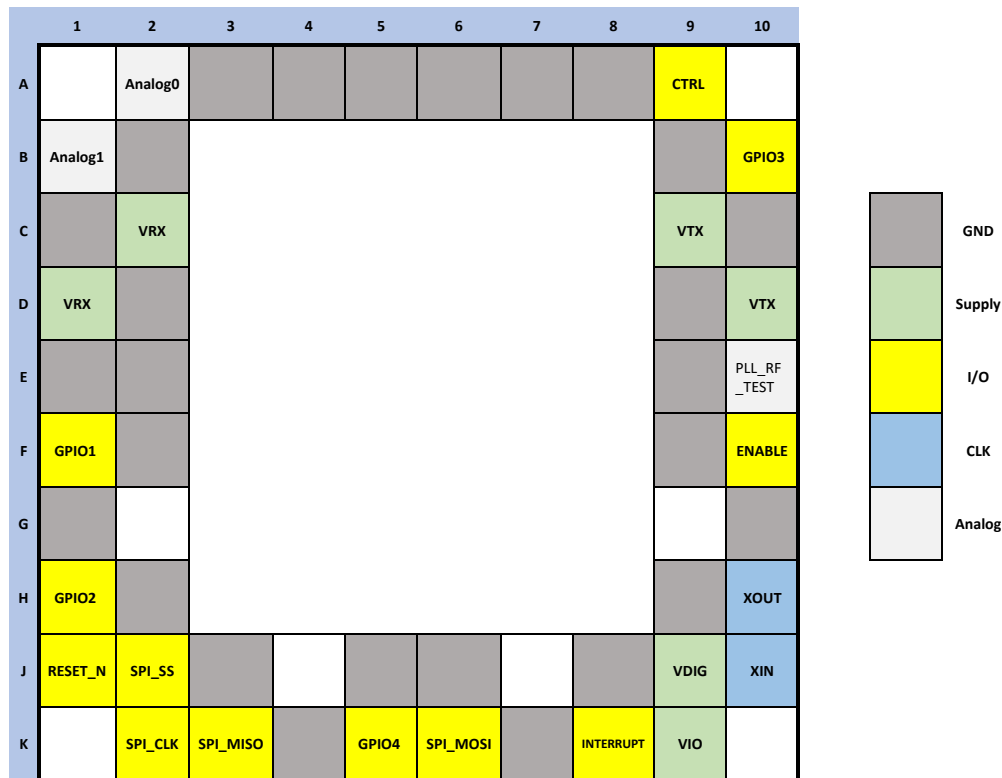 1 2 3 4 5 6 7 8 9 10
A Analog0 CTRL
B Analog1 GPIO3
C VRX VTX GND
D VRX VTX Supply
E PLL_RF
_TEST I/O
F GPIO1 ENABLE CLK
G Analog
H GPIO2 XOUT
J RESET_N SPI_SS VDIG XIN
K SPI_CLK SPI_MISO GPIO4 SPI_MOSI INTERRUPT VIO